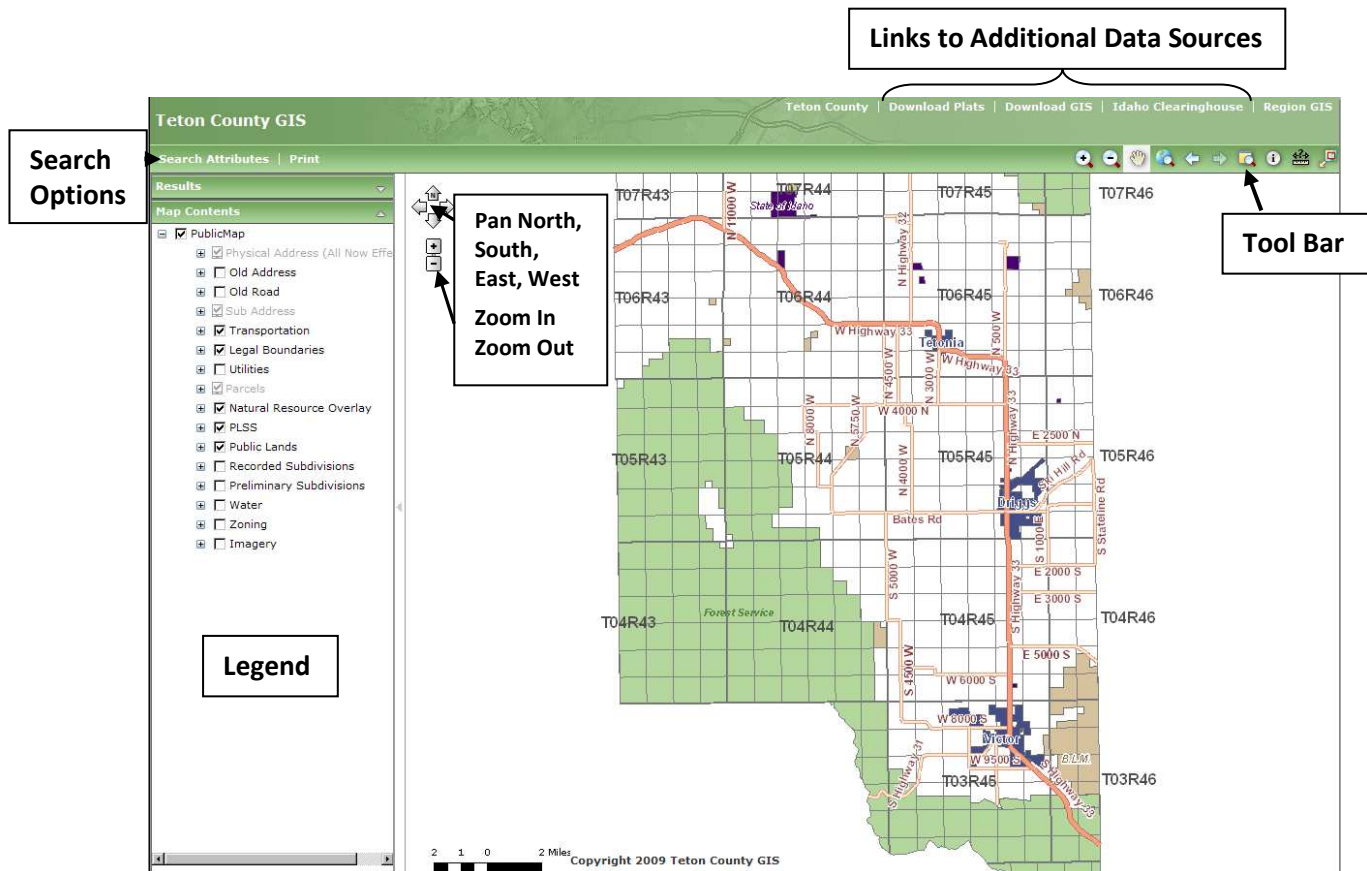 Links to Additional Data Sources
Teton County | Download Plats | Download GIS | Idaho Clearinghouse | Region GIS
Teton County GIS
Search
Options
Search Attributes | Print
Results
Map Contents
PublicMap
Physical Address (All Now Effe
Old Address
Old Road
Sub Address
Transportation
Legal Boundaries
Utilities
Parcels
Natural Resource Overlay
PLSS
Public Lands
Recorded Subdivisions
Preliminary Subdivisions
Water
Zoning
Imagery
Legend
N
Pan North,
South,
East, West
Zoom In
Zoom Out
Tool Bar
T07R43
N 11000 W
T07R44
State of Idaho
N Highway 32
T07R45
T07R46
T06R43
T06R44
T06R45
T06R46
W Highway 33
Tetonia
W Highway 33
N 500 W
N 4500 W
N 3000 W
N 8000 W
N 5750 W
W 4000 N
N Highway 33
E 2500 N
T05R43
T05R44
N 4000 W
T05R45
Ski Hill Rd
T05R46
Driggs
Bates Rd
S 1000 E
S Stateline Rd
S 5000 W
S Highway 33
E 2000 S
E 3000 S
Forest Service
T04R43
T04R44
T04R45
T04R46
E 5000 S
S 4500 W
W 6000 S
W 8000 S
Victor
W 9500 S
B.L.M.
S Highway 31
T03R45
S Highway 33
T03R46
2 1 0 2 Miles
Copyright 2009 Teton County GIS